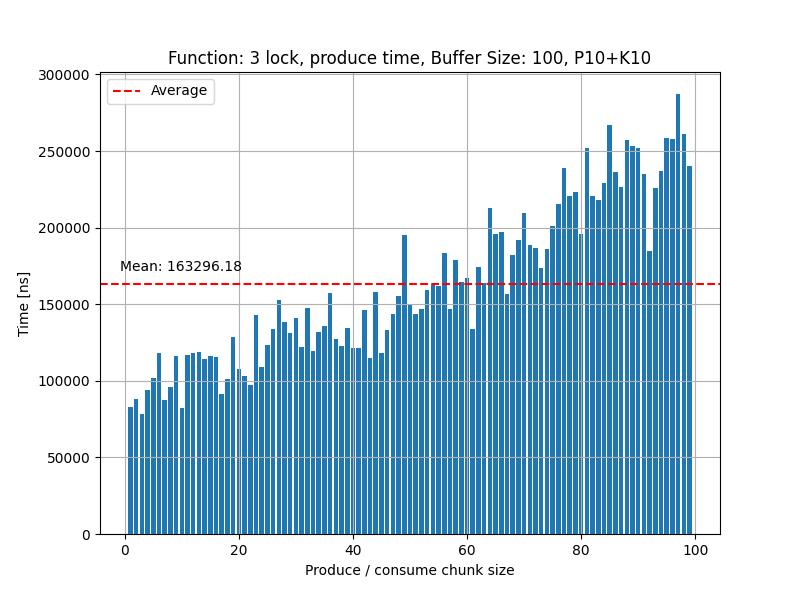 Function: 3 lock, produce time, Buffer Size: 100, P10+K10
300000
Average
250000
200000
Mean: 163296.18
150000
100000
50000
0
Time [ns]
0 20 40 60 80 100
Produce / consume chunk size